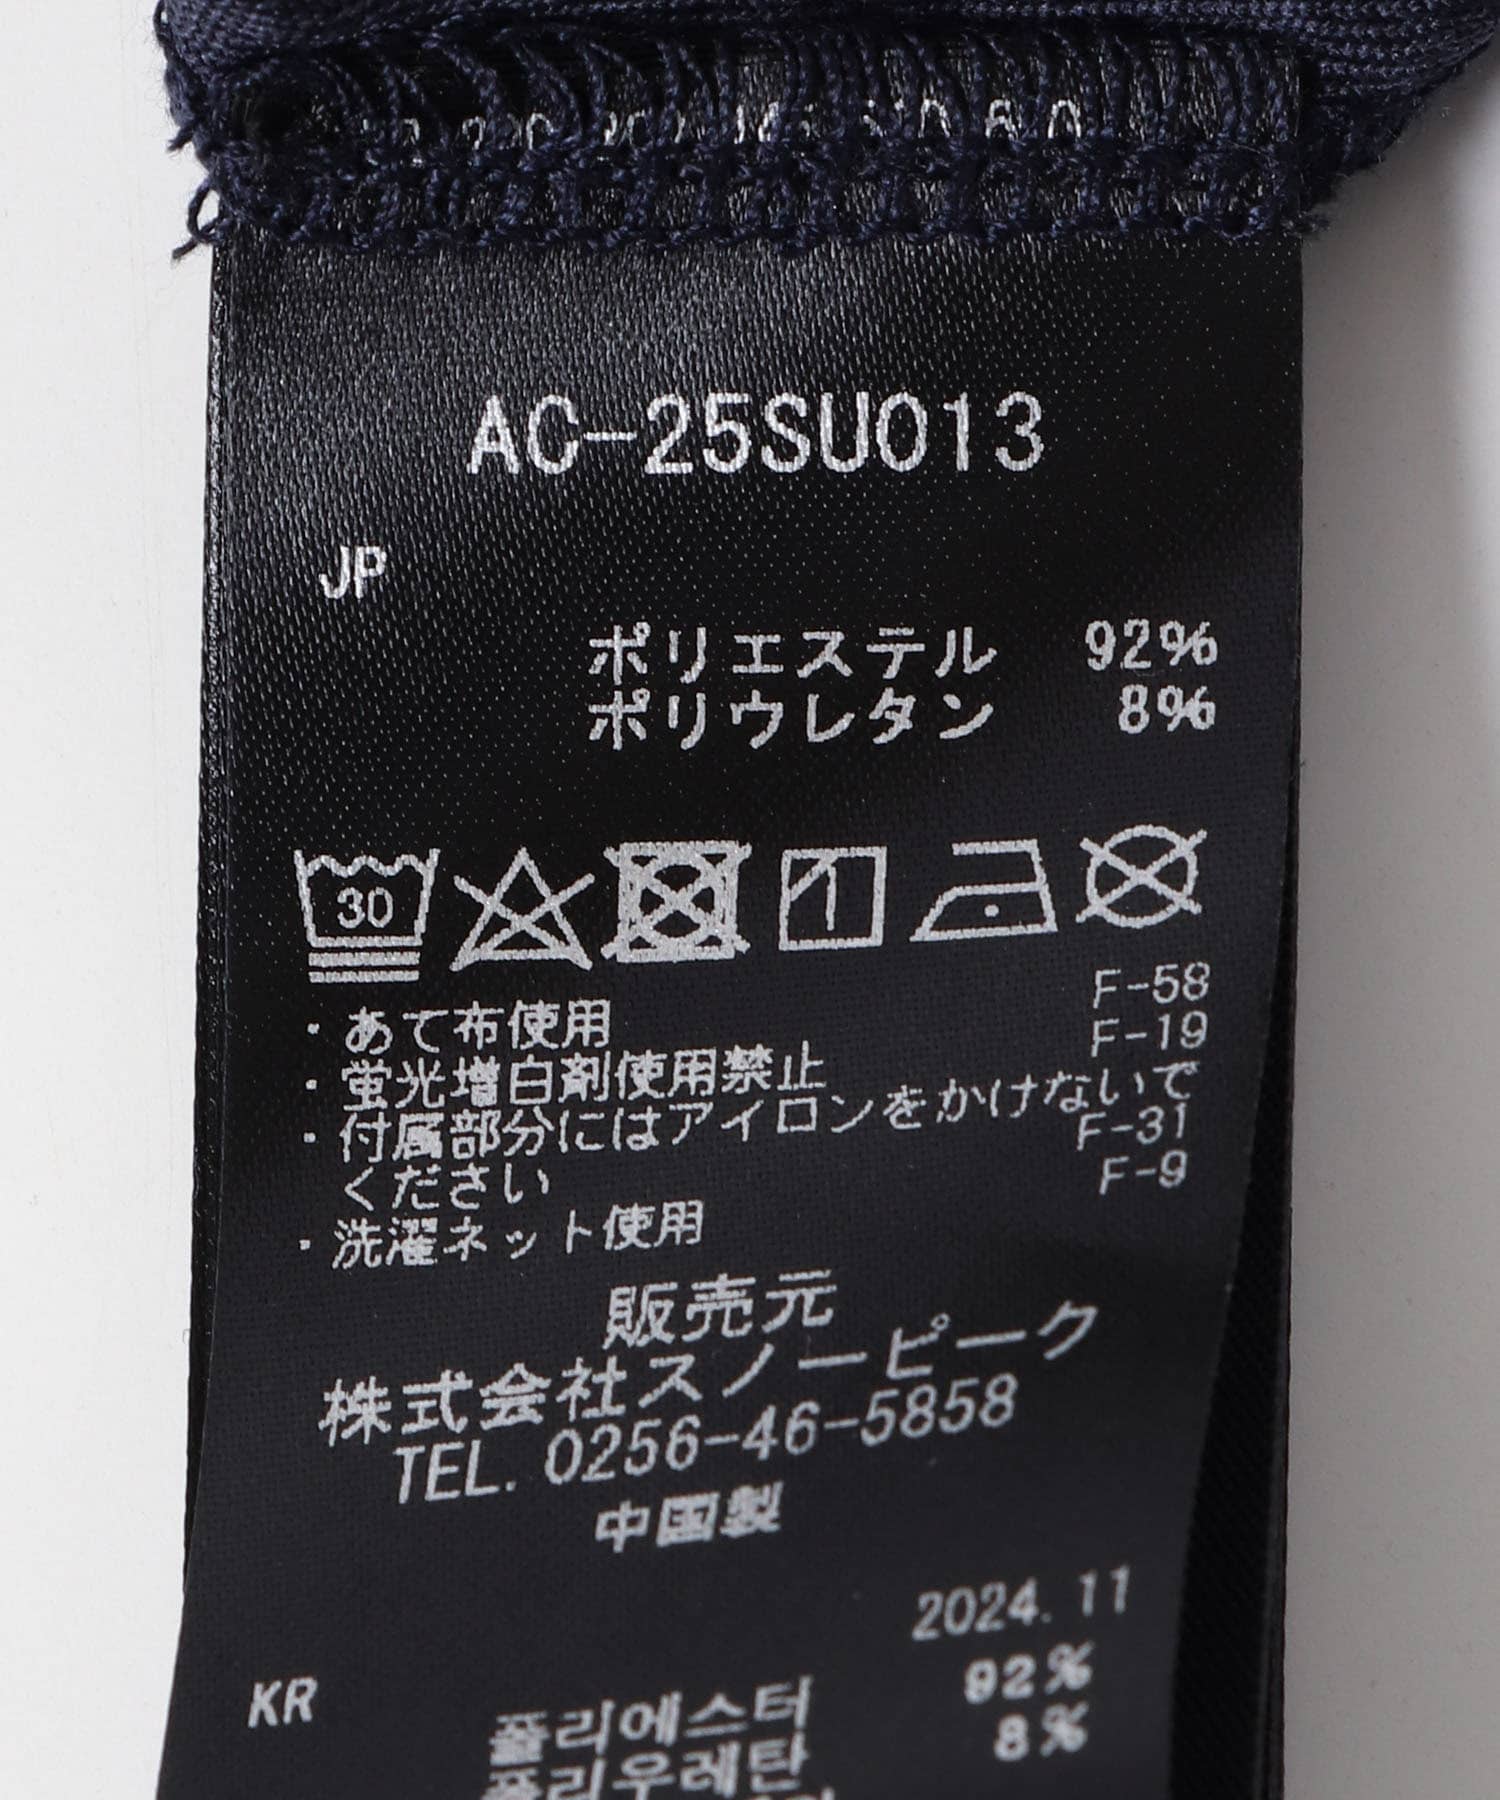 AC-25SU013
JP
ポリエステル 92%
ポリウレタン 8%
30
・あて布使用 F-58
・蛍光増白剤使用禁止 F-19
・付属部分にはアイロンをかけないで
ください F-31
・洗濯ネット使用 F-9
販売元
株式会社スノーピーク
TEL. 0256-46-5858
中国製
2024.11
KR
폴리에스터 92%
폴리우레탄 8%